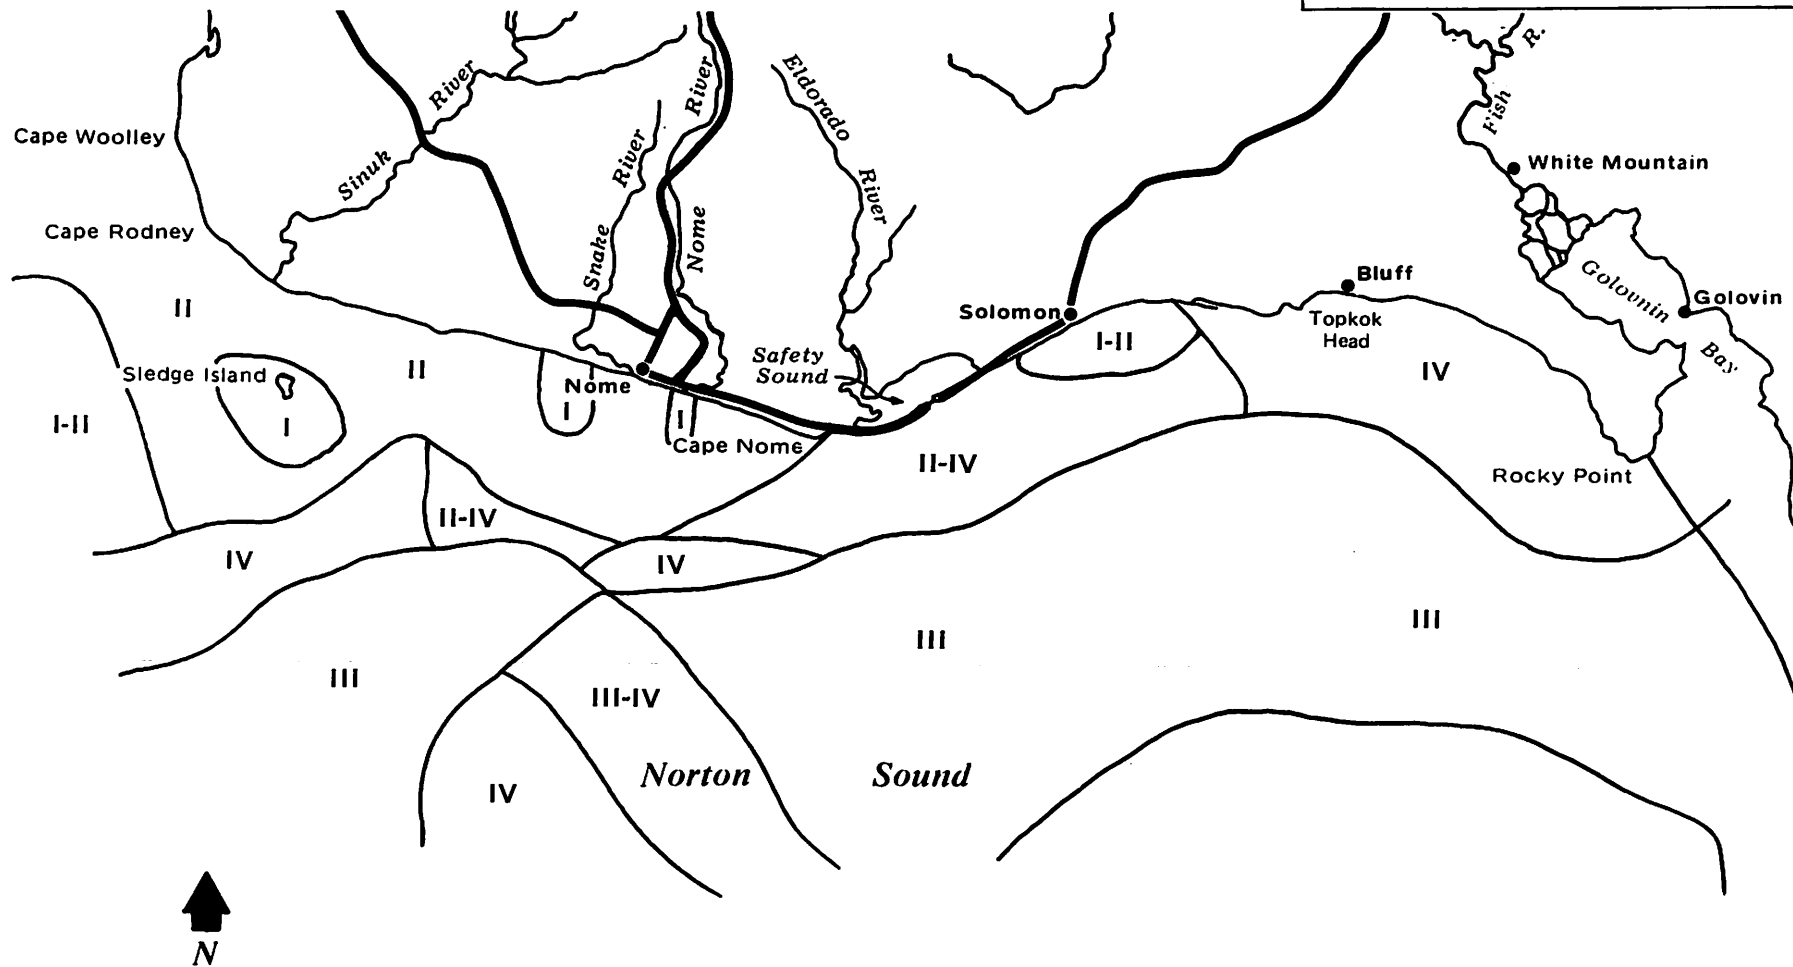 R.
River
River
Eldorado
Fish
Cape Woolley
River
White Mountain
Sinuk
River
Cape Rodney
Snake
Nome
Golovnin
Bluff
Golovin
II
Solomon
Topkok
Head
I-II
Safety
Sound
Bay
Sledge Island
II
IV
Nome
I-II
I
I
I
Cape Nome
II-IV
Rocky Point
II-IV
IV
IV
III
III
III
III-IV
Norton Sound
IV
N